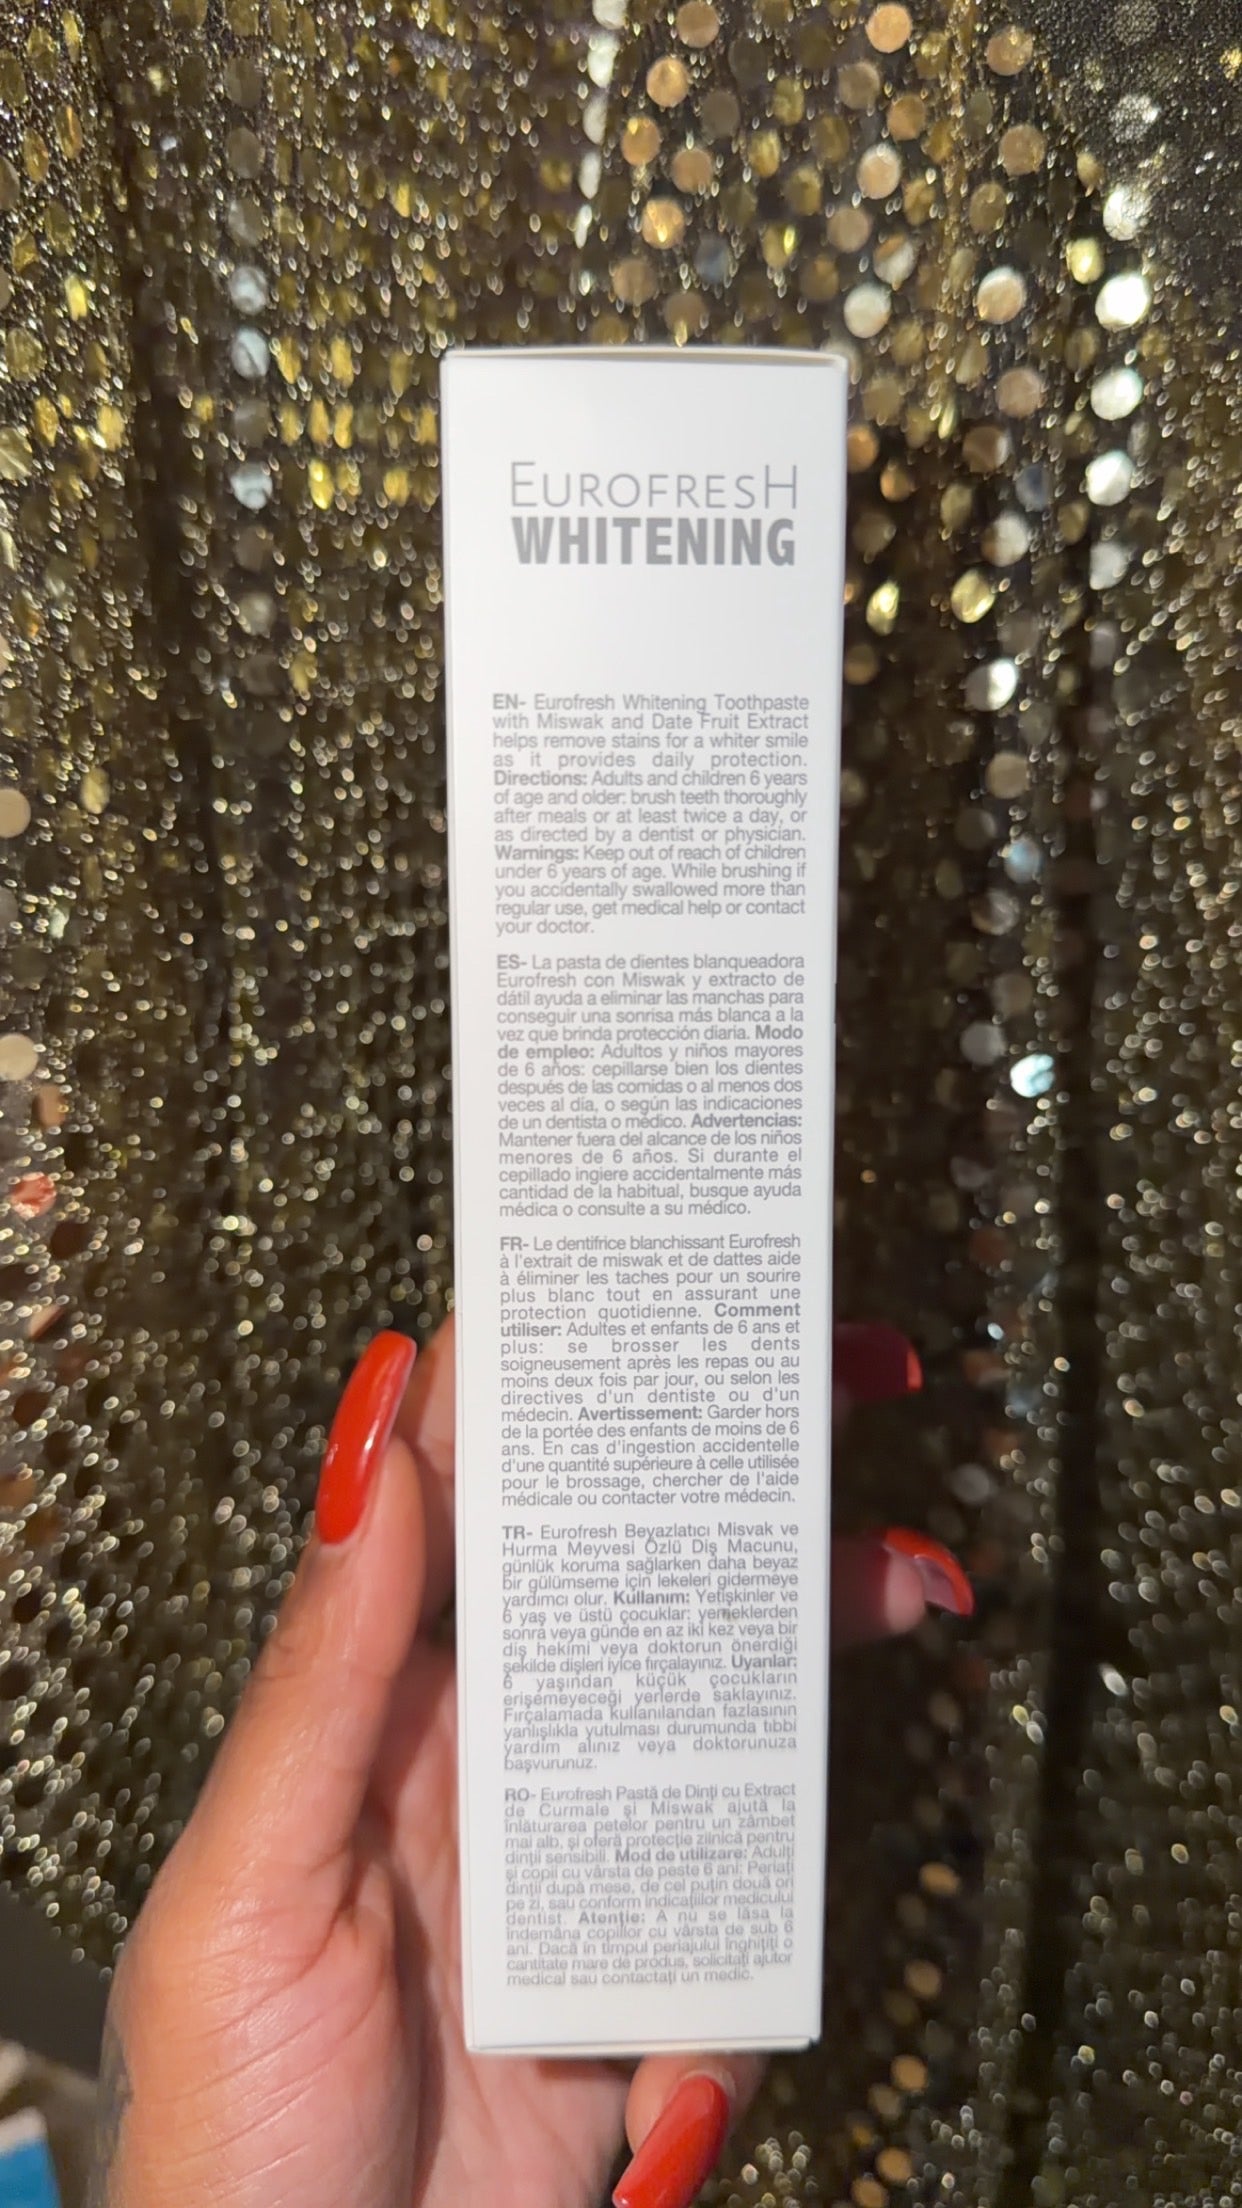 EUROFRESH
WHITENING
EN- Eurofresh Whitening Toothpaste
with Miswak and Date Fruit Extract
helps remove stains for a whiter smile
as it provides daily protection.
Directions: Adults and children 6 years
of age and older: brush teeth thoroughly
after meals or at least twice a day, or
as directed by a dentist or physician.
Warnings: Keep out of reach of children
under 6 years of age. While brushing if
you accidentally swallowed more than
regular use, get medical help or contact
your doctor.
ES- La pasta de dientes blanqueadora
Eurofresh con Miswak y extracto de
dátil ayuda a eliminar las manchas para
conseguir una sonrisa más blanca a la
vez que brinda protección diaria. Modo
de empleo: Adultos y niños mayores
de 6 años: cepillarse bien los dientes
después de las comidas o al menos dos
veces al día, o según las indicaciones
de un dentista o médico. Advertencias:
Mantener fuera del alcance de los niños
menores de 6 años. Si durante el
cepillado ingiere accidentalmente más
cantidad de la habitual, busque ayuda
médica o consulte a su médico.
FR- Le dentifrice blanchissant Eurofresh
à l'extrait de miswak et de dattes aide
à éliminer les taches pour un sourire
plus blanc tout en assurant une
protection quotidienne. Comment
utiliser: Adultes et enfants de 6 ans et
plus: se brosser les dents
soigneusement après les repas ou au
moins deux fois par jour, ou selon les
directives d'un dentiste ou d'un
médecin. Avertissement: Garder hors
de la portée des enfants de moins de 6
ans. En cas d'ingestion accidentelle
d'une quantité supérieure à celle utilisée
pour le brossage, chercher de l'aide
médicale ou contacter votre médecin.
TR- Eurofresh Beyazlatıcı Misvak ve
Hurma Meyvesi Özlü Diş Macunu,
günlük koruma sağlarken daha beyaz
bir gülümseme için lekeleri gidermeye
yardımcı olur. Kullanım: Yetişkinler ve
6 yaş ve üstü çocuklar: yemeklerden
sonra veya günde en az iki kez veya bir
diş hekimi veya doktorun önerdiği
şekilde dişleri iyice fırçalayınız. Uyarılar:
6 yaşından küçük çocukların
erişemeyeceği yerlerde saklayınız.
Fırçalamada kullanılandan fazlasının
yanlışlıkla yutulması durumunda tıbbi
yardım alınız veya doktorunuza
başvurunuz.
RO- Eurofresh Pastă de Dinți cu Extract
de Curmale și Miswak ajută la
înlăturarea petelor pentru un zâmbet
mai alb, și oferă protecție zilnică pentru
dinții sensibili. Mod de utilizare: Adulți
și copii cu vârsta de peste 6 ani: Periați
dinții după mese, de cel puțin două ori
pe zi, sau conform indicațiilor medicului
dentist. Atenție: A nu se lăsa la
îndemâna copiilor cu vârsta de sub 6
ani. Dacă în timpul periajului înghițiți o
cantitate mare de produs, solicitați ajutor
medical sau contactați un medic.